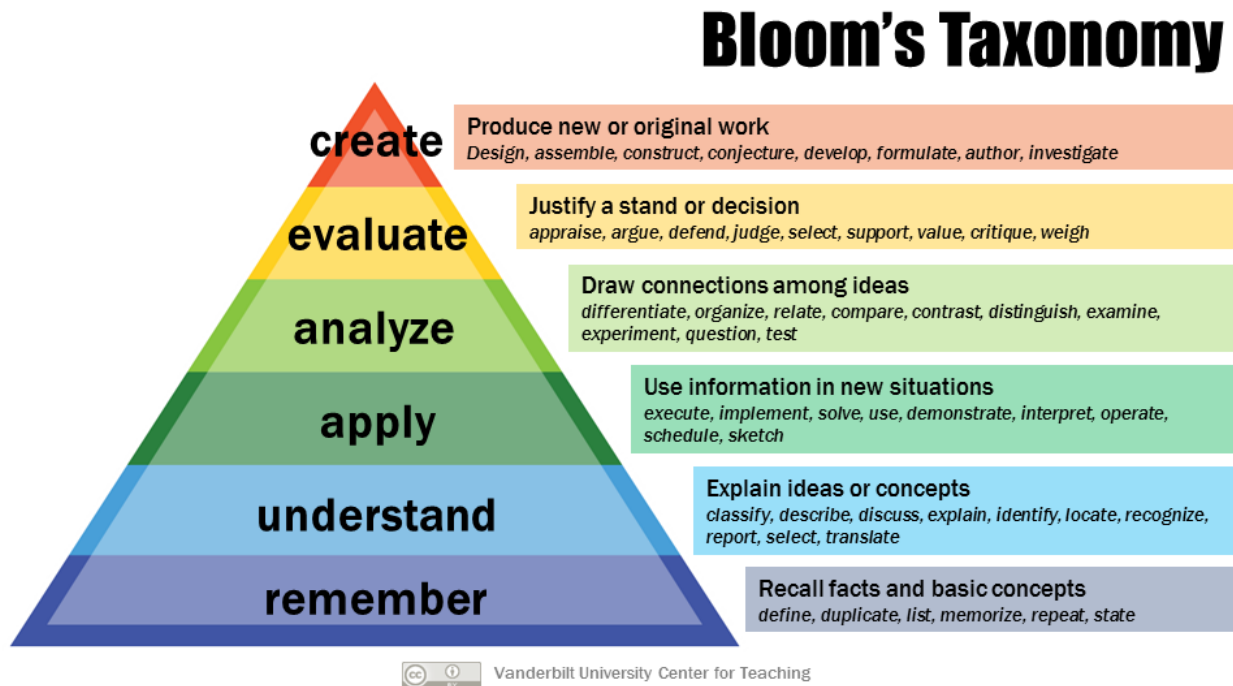 Bloom's Taxonomy
create
Produce new or original work
Design, assemble, construct, conjecture, develop, formulate, author, investigate
evaluate
Justify a stand or decision
appraise, argue, defend, judge, select, support, value, critique, weigh
analyze
Draw connections among ideas
differentiate, organize, relate, compare, contrast, distinguish, examine,
experiment, question, test
apply
Use information in new situations
execute, implement, solve, use, demonstrate, interpret, operate,
schedule, sketch
understand
Explain ideas or concepts
classify, describe, discuss, explain, identify, locate, recognize,
report, select, translate
remember
Recall facts and basic concepts
define, duplicate, list, memorize, repeat, state
cc
Vanderbilt University Center for Teaching